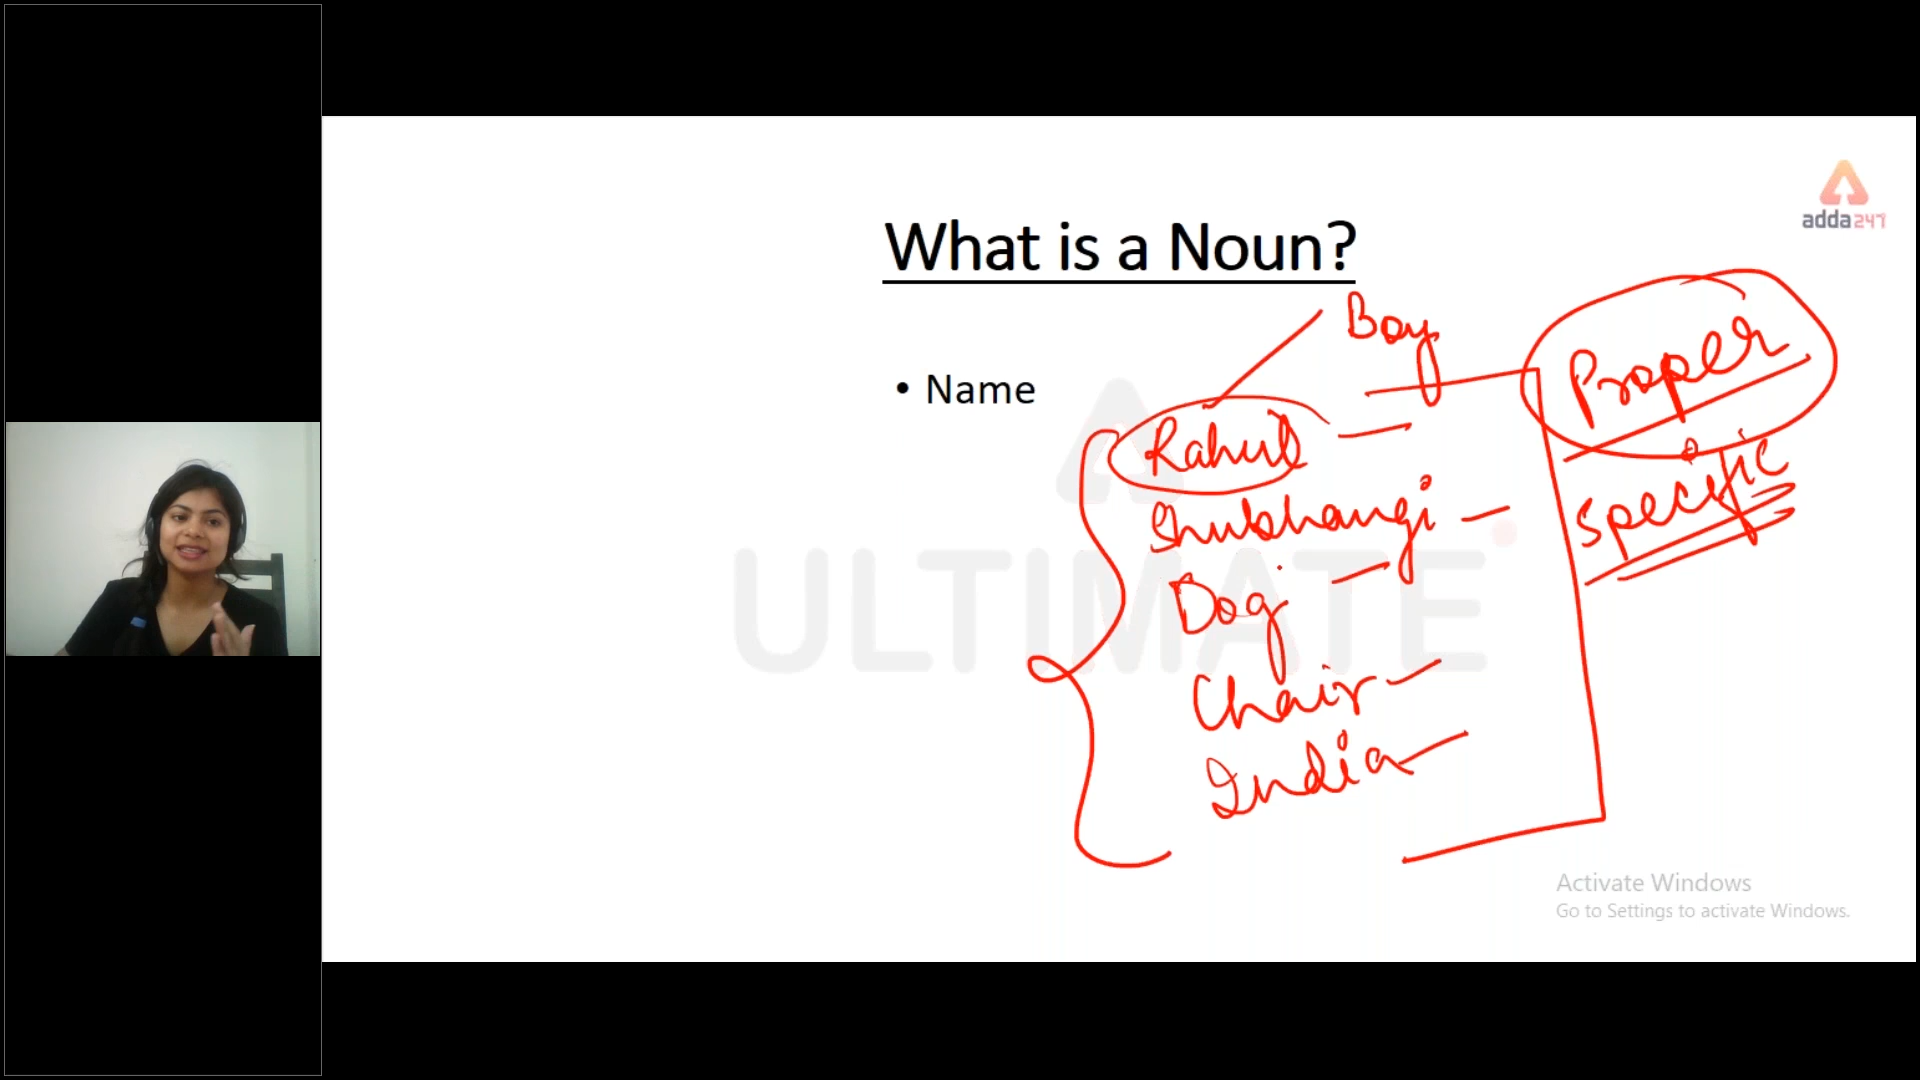 adda247
What is a Noun?
Boy
Proper
• Name
Rahul
specific
Shubhangi
ULTIMATE
Dog
Chair
India
Activate Windows
Go to Settings to activate Windows.